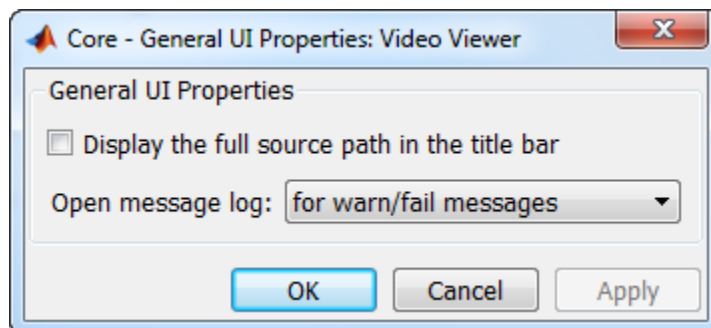 Core - General UI Properties: Video Viewer
General UI Properties
Display the full source path in the title bar
Open message log: for warn/fail messages
OK Cancel Apply